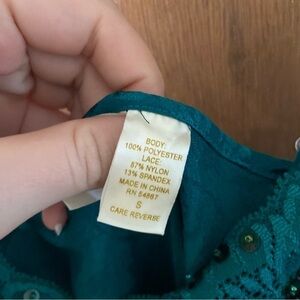 BODY:
100% POLYESTER
LACE:
87% NYLON
13% SPANDEX
MADE IN CHINA
RN 54867
S
CARE REVERSE